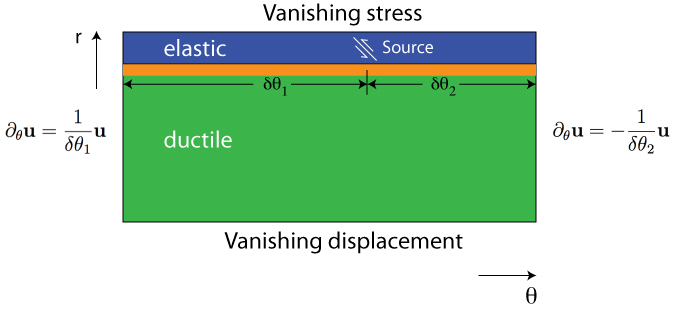 Vanishing stress
r
elastic
Source
δθ₁
δθ₂
∂θu = 1/δθ₁ u
ductile
∂θu = − 1/δθ₂ u
Vanishing displacement
θ